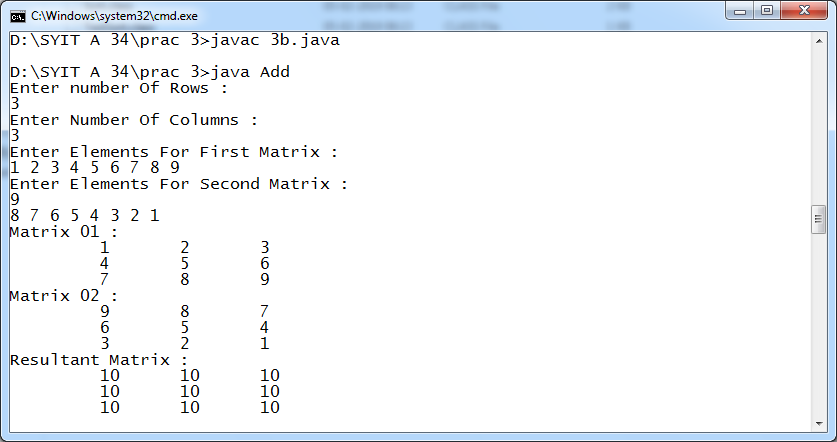 C:\Windows\system32\cmd.exe
D:\SYIT A 34\prac 3>javac 3b.java
D:\SYIT A 34\prac 3>java Add
Enter number Of Rows :
3
Enter Number Of Columns :
3
Enter Elements For First Matrix :
1 2 3 4 5 6 7 8 9
Enter Elements For Second Matrix :
9
8 7 6 5 4 3 2 1
Matrix 01 :
1 2 3
4 5 6
7 8 9
Matrix 02 :
9 8 7
6 5 4
3 2 1
Resultant Matrix :
10 10 10
10 10 10
10 10 10